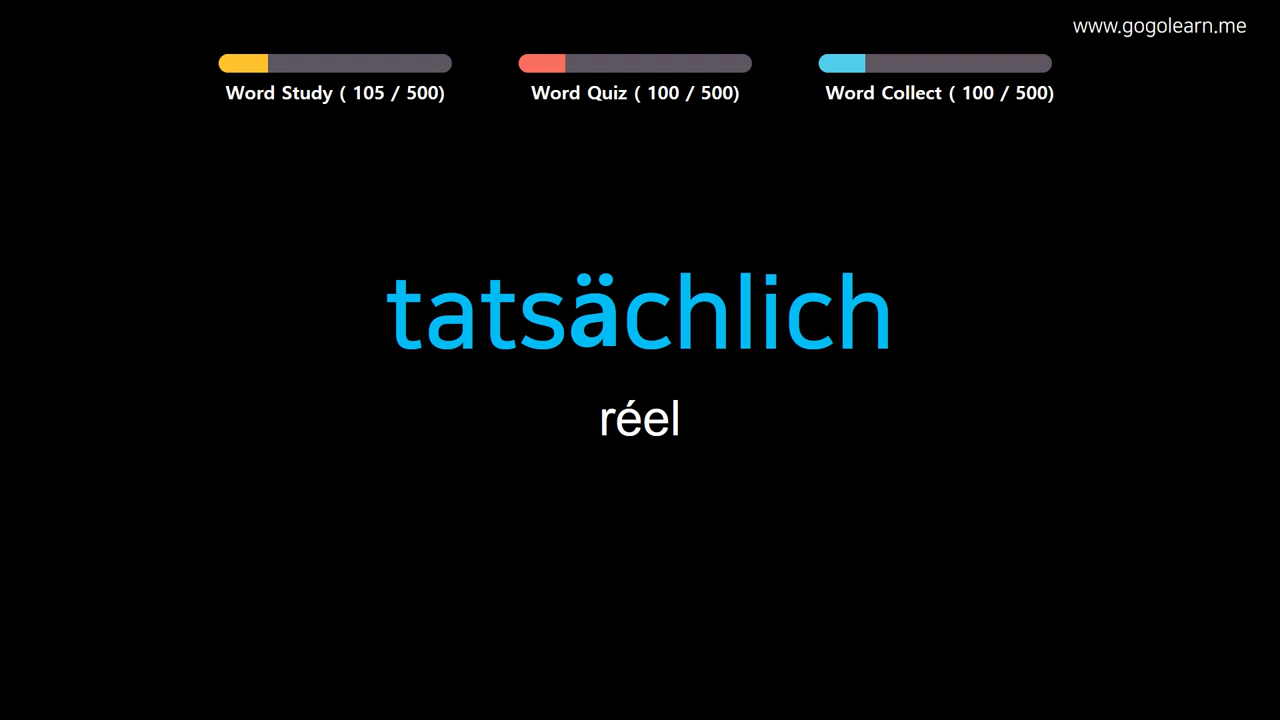 www.gogolearn.me
Word Study ( 105 / 500)
Word Quiz ( 100 / 500)
Word Collect ( 100 / 500)
tatsächlich
réel